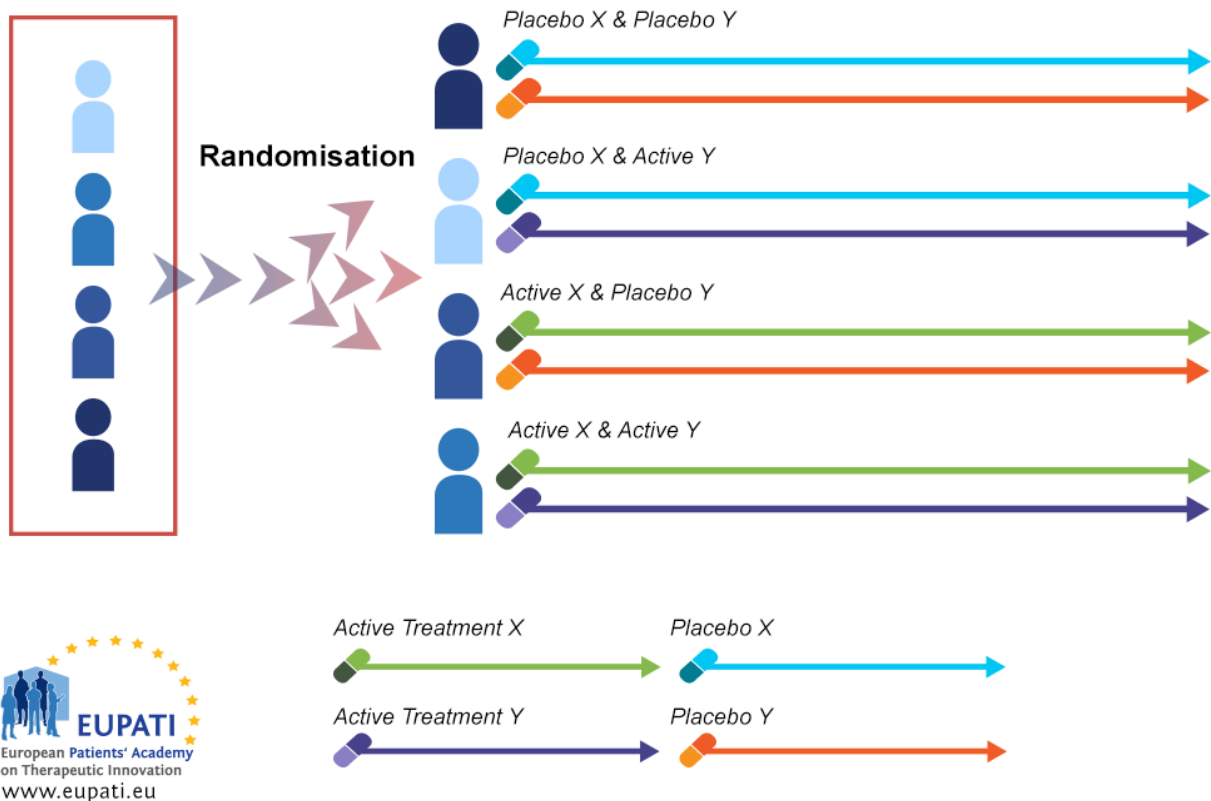 Placebo X & Placebo Y
Randomisation
Placebo X & Active Y
Active X & Placebo Y
Active X & Active Y
Active Treatment X
Placebo X
Active Treatment Y
Placebo Y
EUPATI
European Patients' Academy
on Therapeutic Innovation
www.eupati.eu